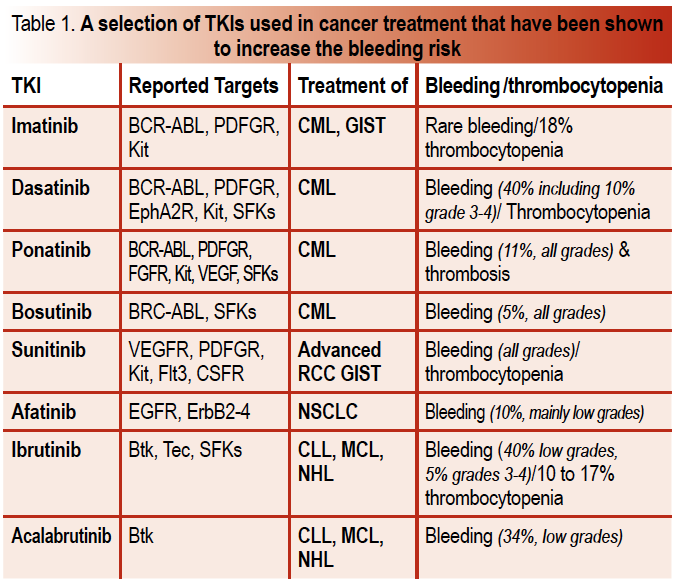 Table 1. A selection of TKIs used in cancer treatment that have been shown
to increase the bleeding risk
TKI Reported Targets Treatment of Bleeding/thrombocytopenia
Imatinib BCR-ABL, PDFGR, CML, GIST Rare bleeding/18%
Kit thrombocytopenia
Dasatinib BCR-ABL, PDFGR, CML Bleeding (40% including 10%
EphA2R, Kit, SFKs grade 3-4)/ Thrombocytopenia
Ponatinib BCR-ABL, PDFGR, CML Bleeding (11%, all grades) &
FGFR, Kit, VEGF, SFKs thrombosis
Bosutinib BRC-ABL, SFKs CML Bleeding (5%, all grades)
Sunitinib VEGFR, PDFGR, Advanced Bleeding (all grades)/
Kit, Flt3, CSFR RCC GIST thrombocytopenia
Afatinib EGFR, ErbB2-4 NSCLC Bleeding (10%, mainly low grades)
Ibrutinib Btk, Tec, SFKs CLL, MCL, Bleeding (40% low grades,
NHL 5% grades 3-4)/10 to 17%
thrombocytopenia
Acalabrutinib Btk CLL, MCL, Bleeding (34%, low grades)
NHL